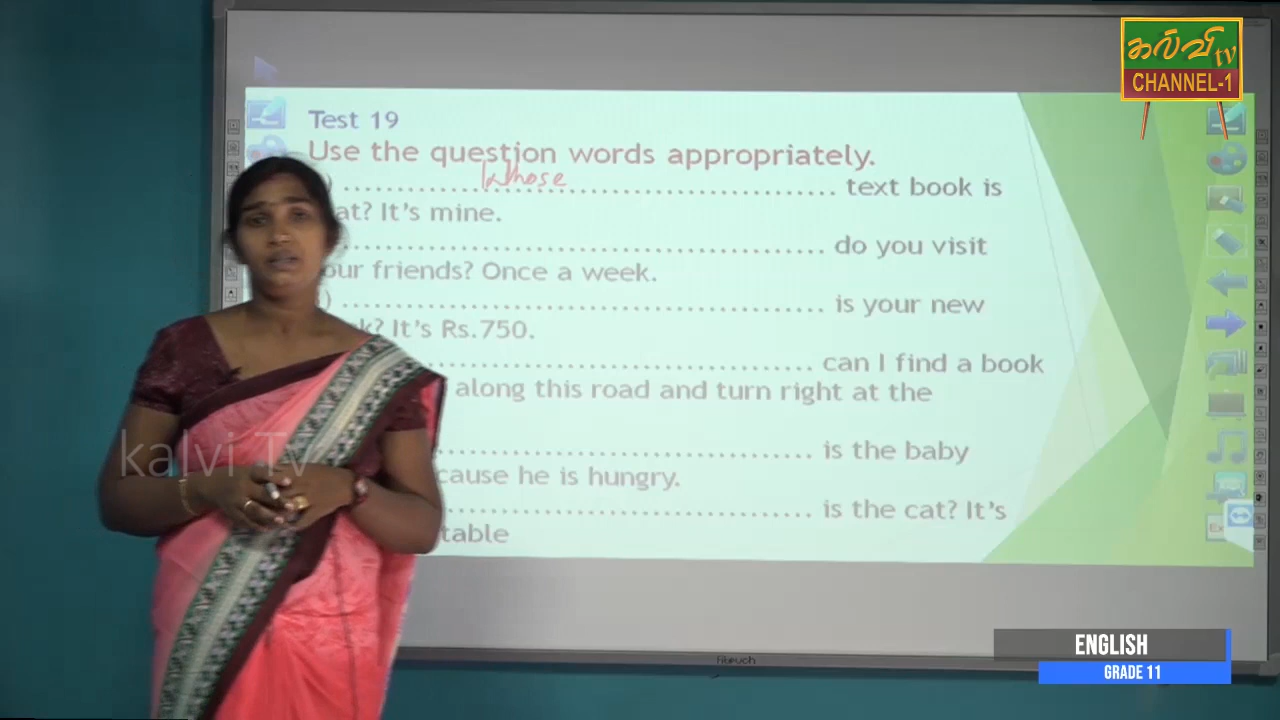 கல்வி tv
CHANNEL-1
Test 19
Use the question words appropriately.
Whose
) ........................................ text book is
at? It's mine.
........................................ do you visit
our friends? Once a week.
) ........................................ is your new
k? It's Rs.750.
........................................ can I find a book
along this road and turn right at the
........................................ is the baby
cause he is hungry.
........................................ is the cat? It's
table
kalvi Tv
ENGLISH
GRADE 11